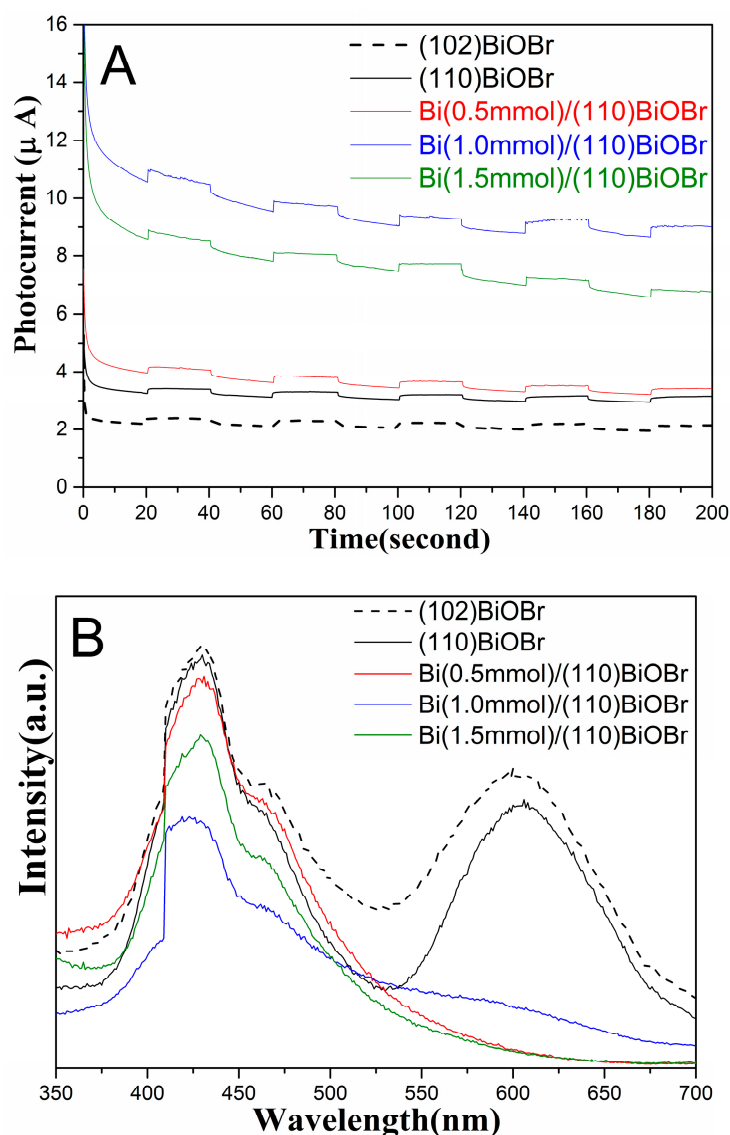 A
(102)BiOBr
(110)BiOBr
Bi(0.5mmol)/(110)BiOBr
Bi(1.0mmol)/(110)BiOBr
Bi(1.5mmol)/(110)BiOBr
Photocurrent (μ A)
16
14
12
10
8
6
4
2
0
0 20 40 60 80 100 120 140 160 180 200
Time(second)
B
(102)BiOBr
(110)BiOBr
Bi(0.5mmol)/(110)BiOBr
Bi(1.0mmol)/(110)BiOBr
Bi(1.5mmol)/(110)BiOBr
Intensity(a.u.)
350 400 450 500 550 600 650 700
Wavelength(nm)